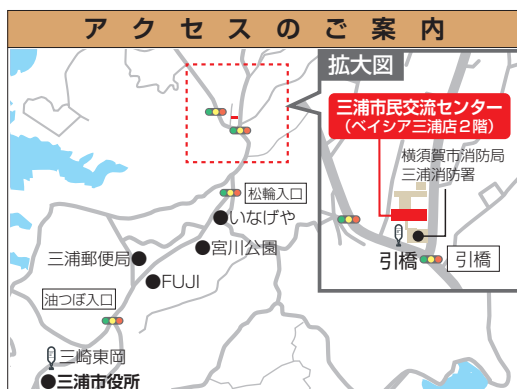 アクセスのご案内
拡大図
三浦市民交流センター
(ベイシア三浦店2階)
横須賀市消防局
三浦消防署
引橋
引橋
松輪入口
いなげや
宮川公園
三浦郵便局
FUJI
油つぼ入口
三崎東岡
三浦市役所